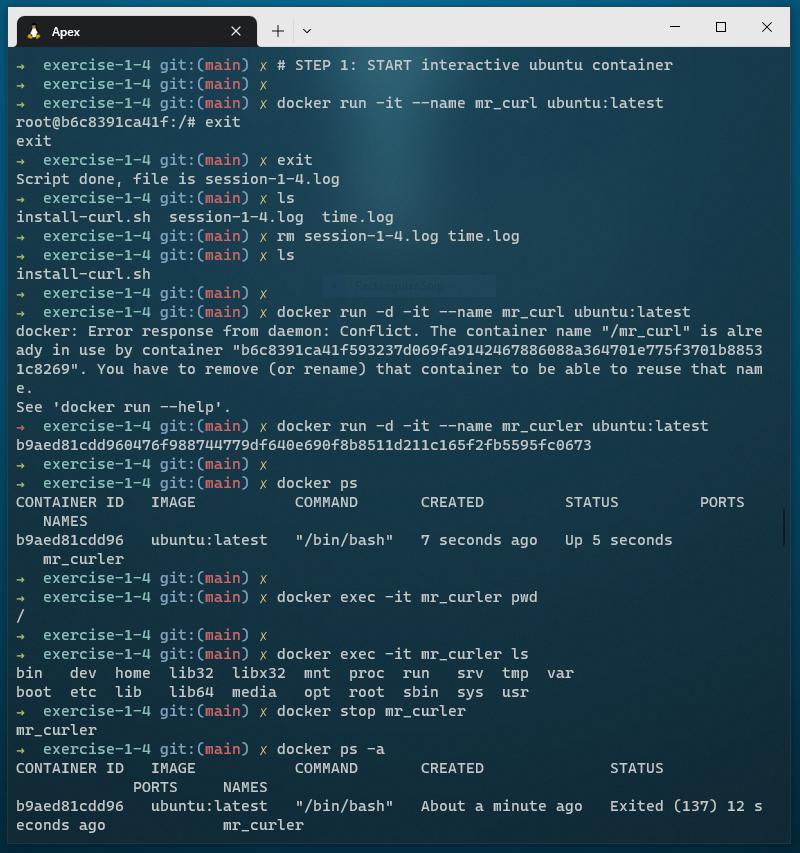 Apex
→  exercise-1-4 git:(main) ✗ # STEP 1: START interactive ubuntu container
→  exercise-1-4 git:(main) ✗
→  exercise-1-4 git:(main) ✗ docker run -it --name mr_curl ubuntu:latest
root@b6c8391ca41f:/# exit
exit
→  exercise-1-4 git:(main) ✗ exit
Script done, file is session-1-4.log
→  exercise-1-4 git:(main) ✗ ls
install-curl.sh  session-1-4.log  time.log
→  exercise-1-4 git:(main) ✗ rm session-1-4.log time.log
→  exercise-1-4 git:(main) ✗ ls
install-curl.sh
→  exercise-1-4 git:(main) ✗
Rectangular Snip
→  exercise-1-4 git:(main) ✗ docker run -d -it --name mr_curl ubuntu:latest
docker: Error response from daemon: Conflict. The container name "/mr_curl" is alre
ady in use by container "b6c8391ca41f593237d069fa9142467886088a364701e775f3701b8853
1c8269". You have to remove (or rename) that container to be able to reuse that nam
e.
See 'docker run --help'.
→  exercise-1-4 git:(main) ✗ docker run -d -it --name mr_curler ubuntu:latest
b9aed81cdd960476f988744779df640e690f8b8511d211c165f2fb5595fc0673
→  exercise-1-4 git:(main) ✗
→  exercise-1-4 git:(main) ✗ docker ps
CONTAINER ID   IMAGE           COMMAND       CREATED         STATUS         PORTS
   NAMES
b9aed81cdd96   ubuntu:latest   "/bin/bash"   7 seconds ago   Up 5 seconds
   mr_curler
→  exercise-1-4 git:(main) ✗
→  exercise-1-4 git:(main) ✗ docker exec -it mr_curler pwd
/
→  exercise-1-4 git:(main) ✗
→  exercise-1-4 git:(main) ✗ docker exec -it mr_curler ls
bin   dev  home  lib32  libx32  mnt  proc  run   srv  tmp  var
boot  etc  lib   lib64  media   opt  root  sbin  sys  usr
→  exercise-1-4 git:(main) ✗ docker stop mr_curler
mr_curler
→  exercise-1-4 git:(main) ✗ docker ps -a
CONTAINER ID   IMAGE           COMMAND       CREATED              STATUS
             PORTS     NAMES
b9aed81cdd96   ubuntu:latest   "/bin/bash"   About a minute ago   Exited (137) 12 s
econds ago             mr_curler